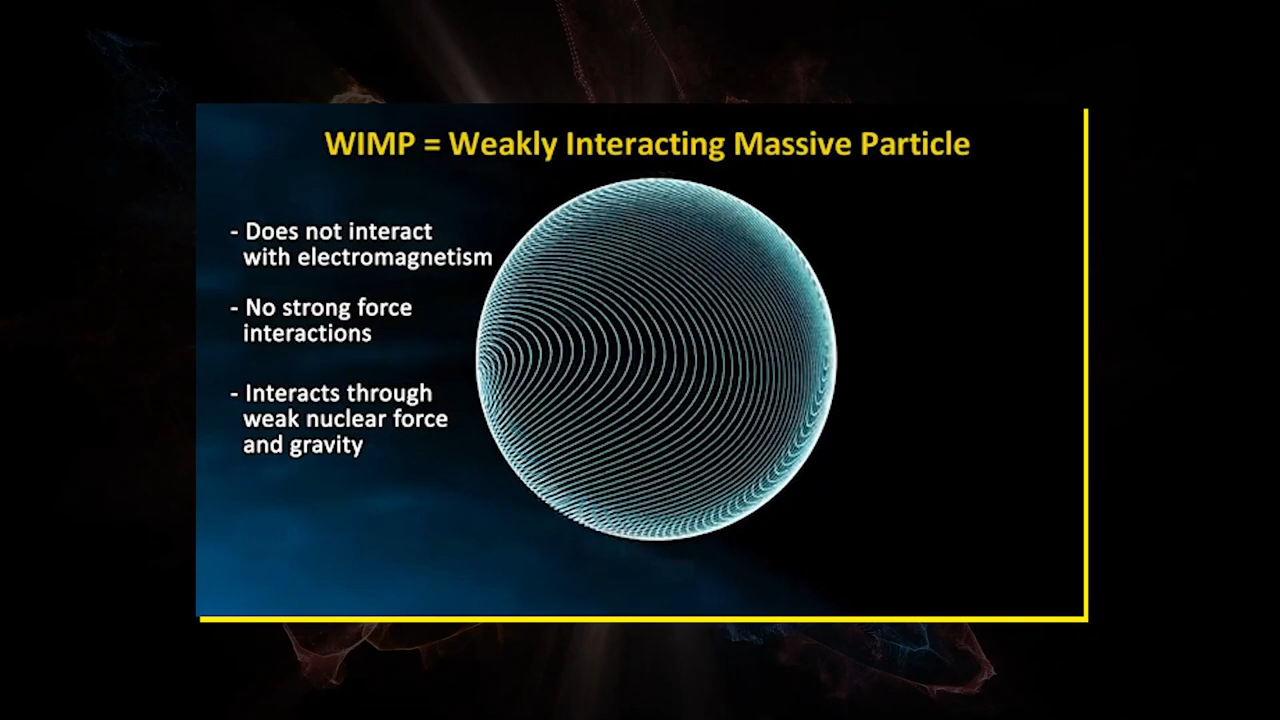 WIMP = Weakly Interacting Massive Particle
- Does not interact
with electromagnetism
- No strong force
interactions
- Interacts through
weak nuclear force
and gravity